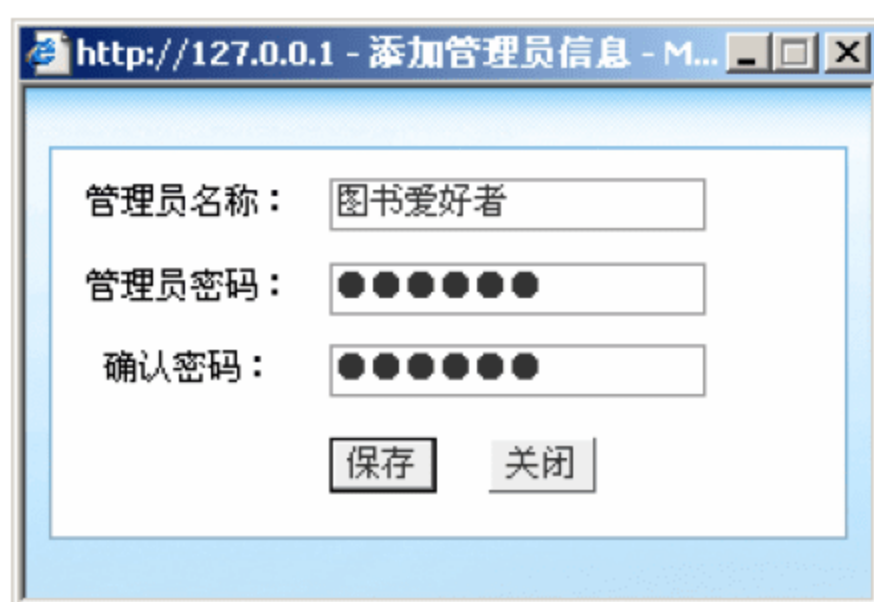 http://127.0.0.1 - 添加管理员信息 - M...
管理员名称： 图书爱好者
管理员密码： ●●●●●●
确认密码： ●●●●●●
保存 关闭